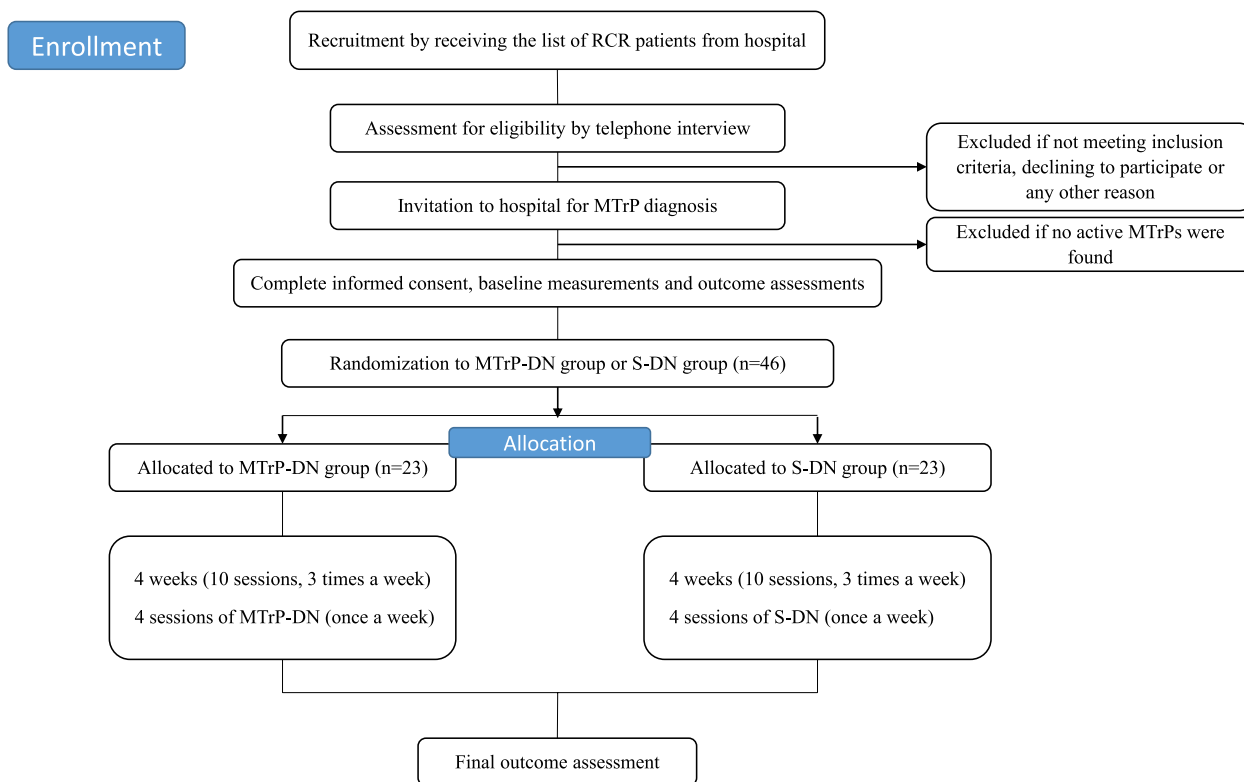 Enrollment
Recruitment by receiving the list of RCR patients from hospital
Assessment for eligibility by telephone interview
Excluded if not meeting inclusion
criteria, declining to participate or
any other reason
Invitation to hospital for MTrP diagnosis
Excluded if no active MTrPs were
found
Complete informed consent, baseline measurements and outcome assessments
Randomization to MTrP-DN group or S-DN group (n=46)
Allocation
Allocated to MTrP-DN group (n=23)
Allocated to S-DN group (n=23)
4 weeks (10 sessions, 3 times a week)
4 sessions of MTrP-DN (once a week)
4 weeks (10 sessions, 3 times a week)
4 sessions of S-DN (once a week)
Final outcome assessment